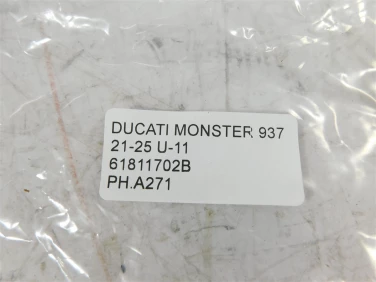 DUCATI MONSTER 937
21-25 U-11
61811702B
PH.A271